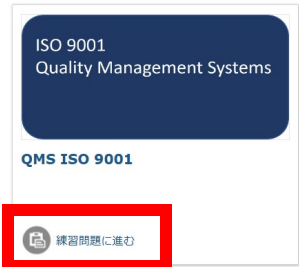 ISO 9001
Quality Management Systems
QMS ISO 9001
練習問題に進む